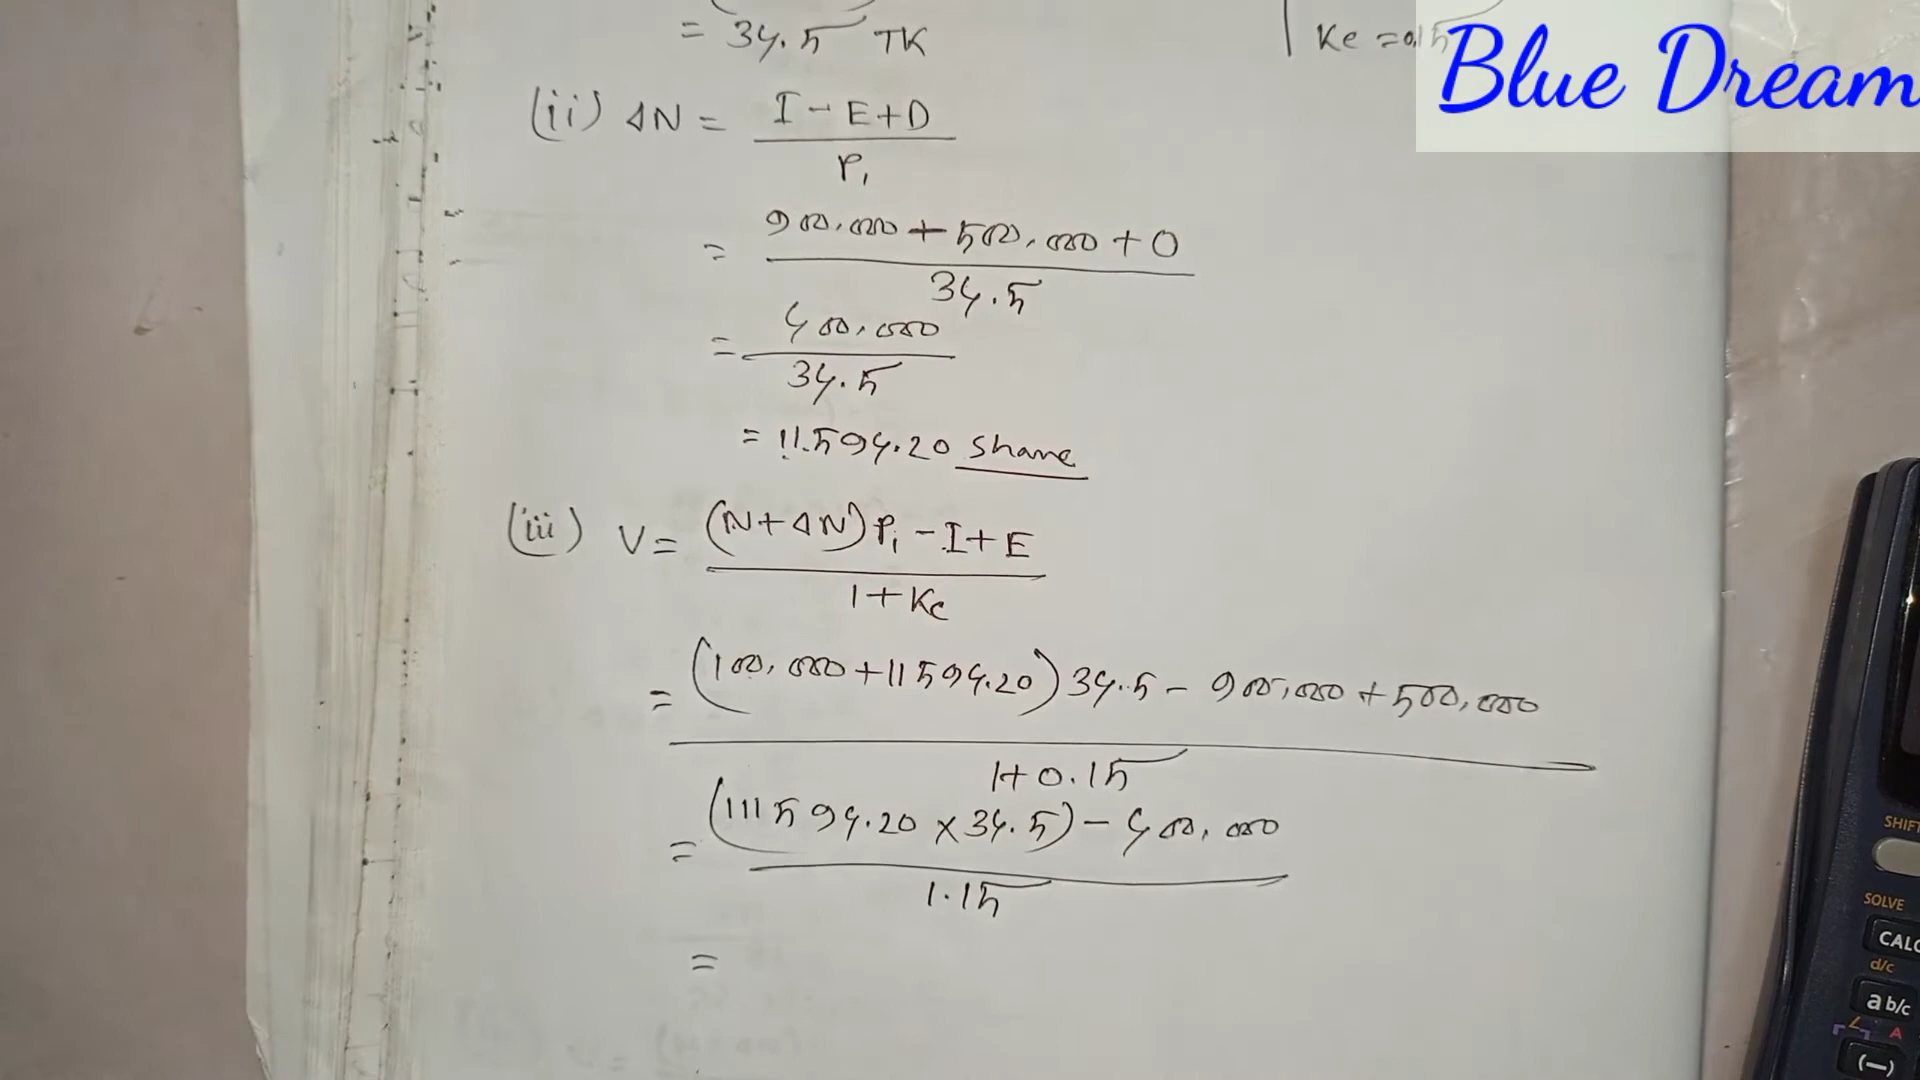 = 34.5 TK
Ke = 0.15
Blue Dream
(ii) ΔN = I - E + D / P₁
= 900,000 + 500,000 + 0 / 34.5
= 400,000 / 34.5
= 11,594.20 Share
(iii) V = (N + ΔN) P₁ - I + E / 1 + Ke
= (100,000 + 11594.20) 34.5 - 900,000 + 500,000 / 1 + 0.15
= (111594.20 × 34.5) - 400,000 / 1.15
=
SHIFT
SOLVE
CALC
d/c
a b/c
A
(−)